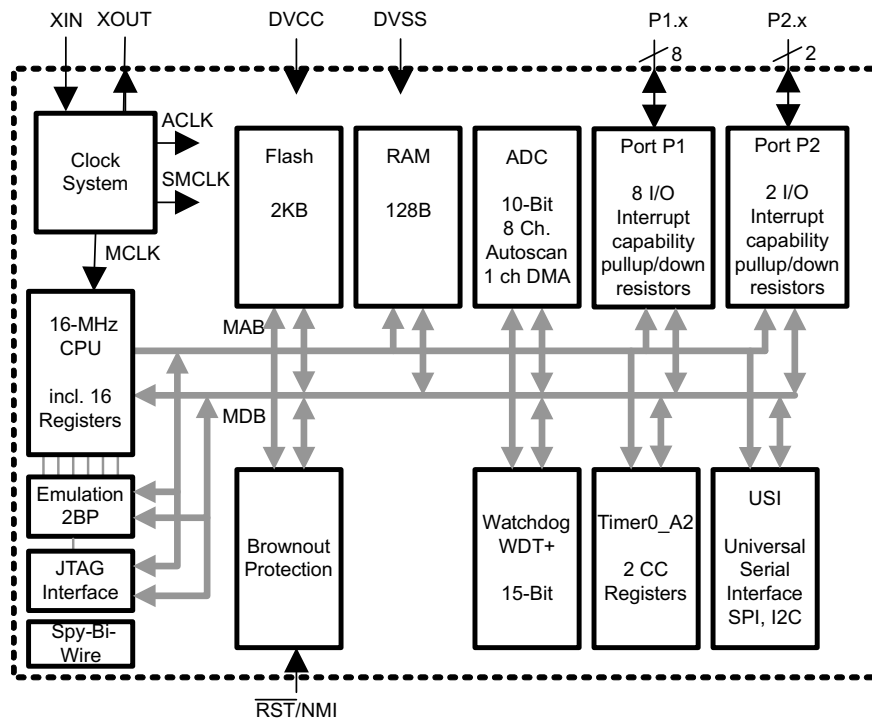 XIN XOUT DVCC DVSS P1.x P2.x
8 2
ACLK
Clock
System
SMCLK
MCLK
Flash
2KB
RAM
128B
ADC
10-Bit
8 Ch.
Autoscan
1 ch DMA
Port P1
8 I/O
Interrupt
capability
pullup/down
resistors
Port P2
2 I/O
Interrupt
capability
pullup/down
resistors
16-MHz
CPU
incl. 16
Registers
MAB
MDB
Emulation
2BP
JTAG
Interface
Spy-Bi-
Wire
Brownout
Protection
Watchdog
WDT+
15-Bit
Timer0_A2
2 CC
Registers
USI
Universal
Serial
Interface
SPI, I2C
RST/NMI